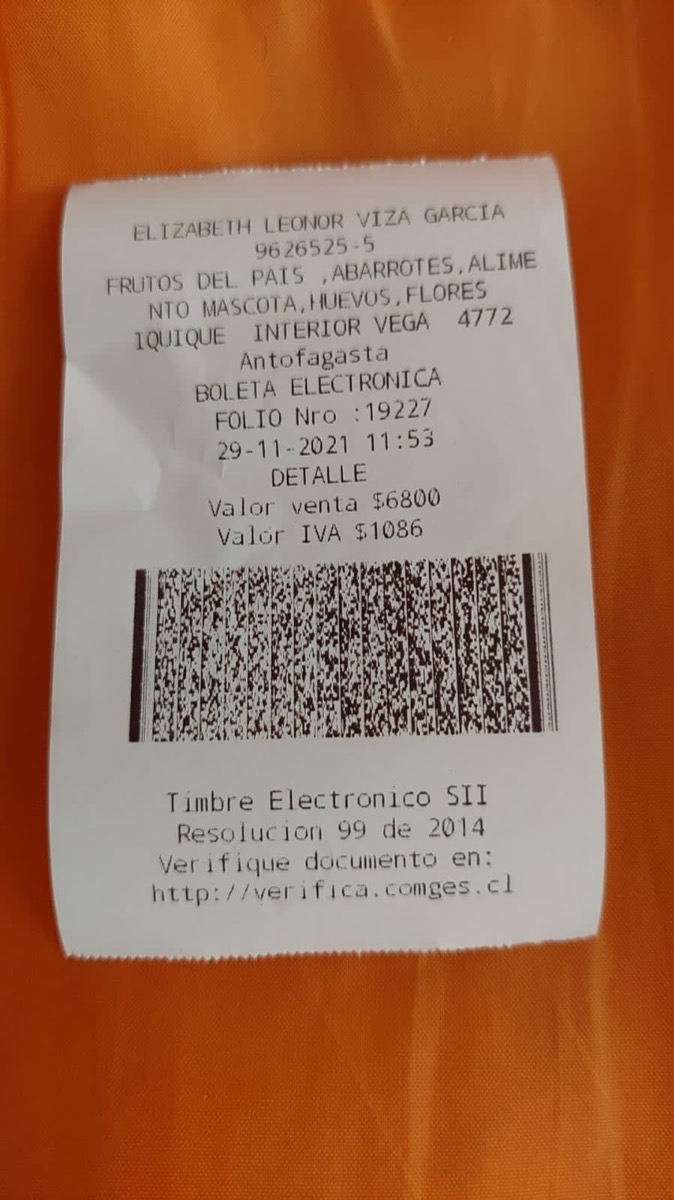 ELIZABETH LEONOR VIZA GARCIA
9626525-5
FRUTOS DEL PAIS ,ABARROTES,ALIME
NTO MASCOTA,HUEVOS,FLORES
IQUIQUE INTERIOR VEGA 4772
Antofagasta
BOLETA ELECTRONICA
FOLIO Nro :19227
29-11-2021 11:53
DETALLE
Valor venta $6800
Valor IVA $1086
Timbre Electronico SII
Resolucion 99 de 2014
Verifique documento en:
http://verifica.comges.cl